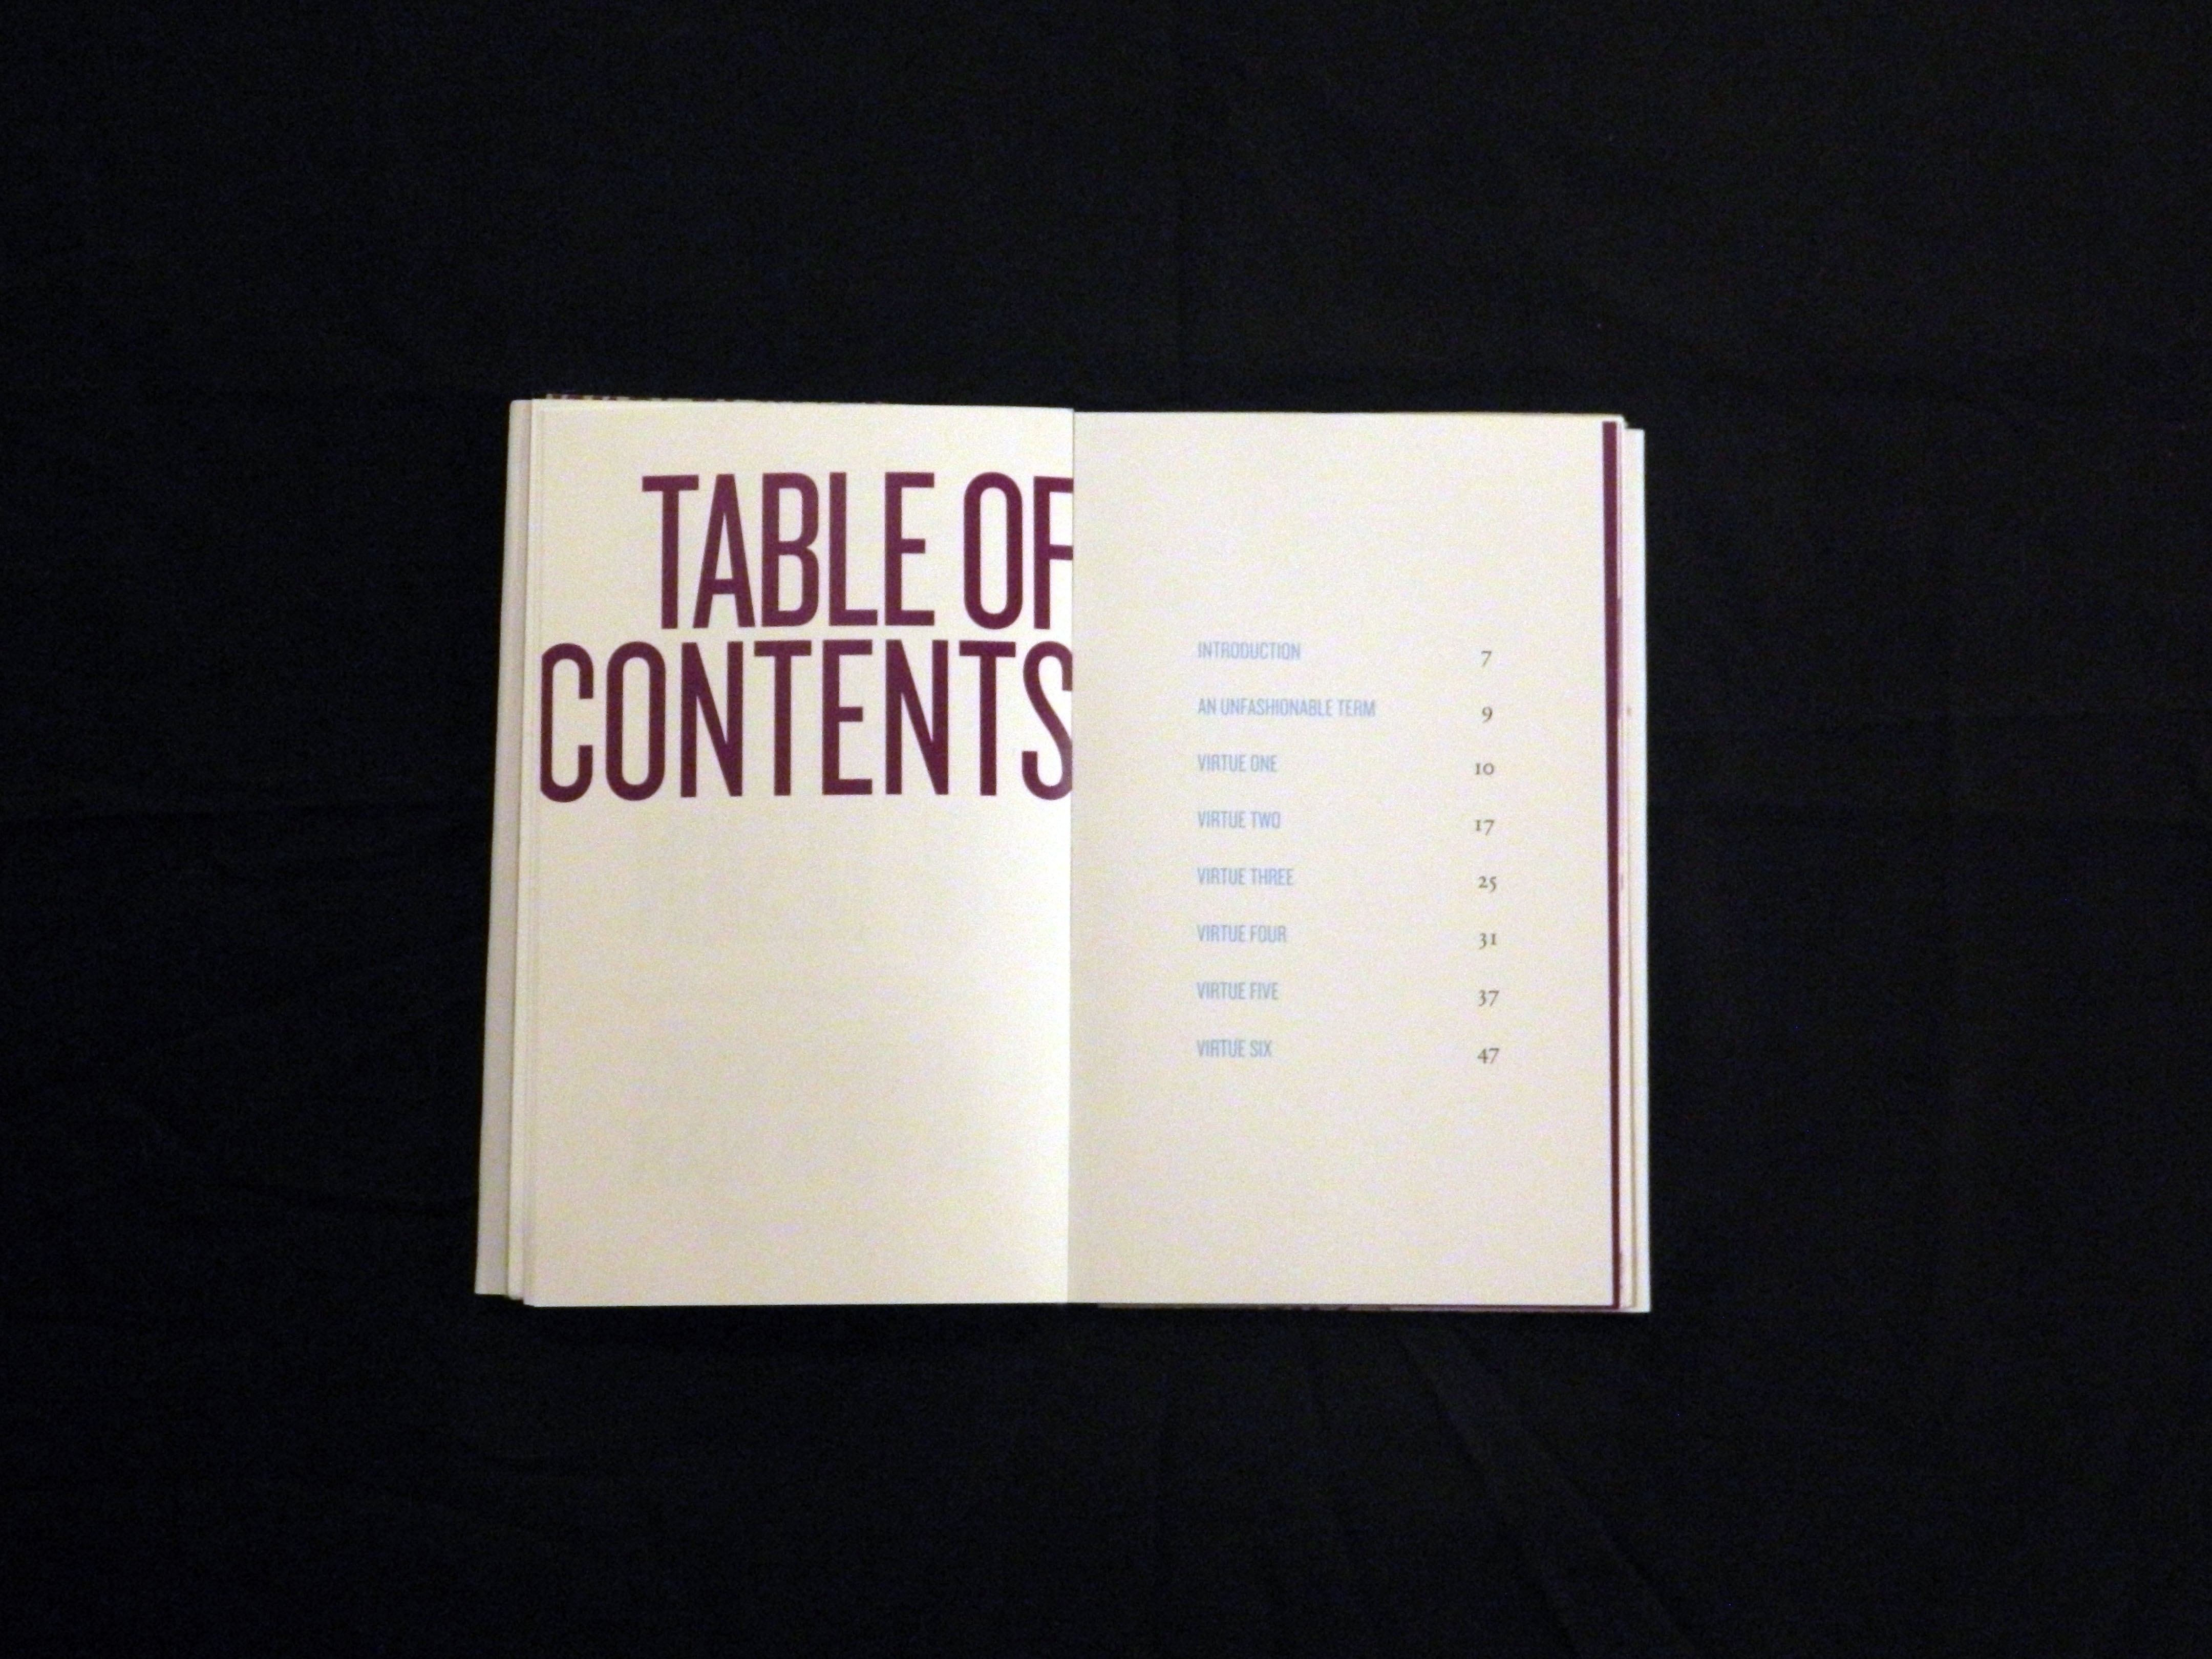 TABLE OF
CONTENTS
INTRODUCTION 7
AN UNFASHIONABLE TERM 9
VIRTUE ONE 10
VIRTUE TWO 17
VIRTUE THREE 25
VIRTUE FOUR 31
VIRTUE FIVE 37
VIRTUE SIX 47